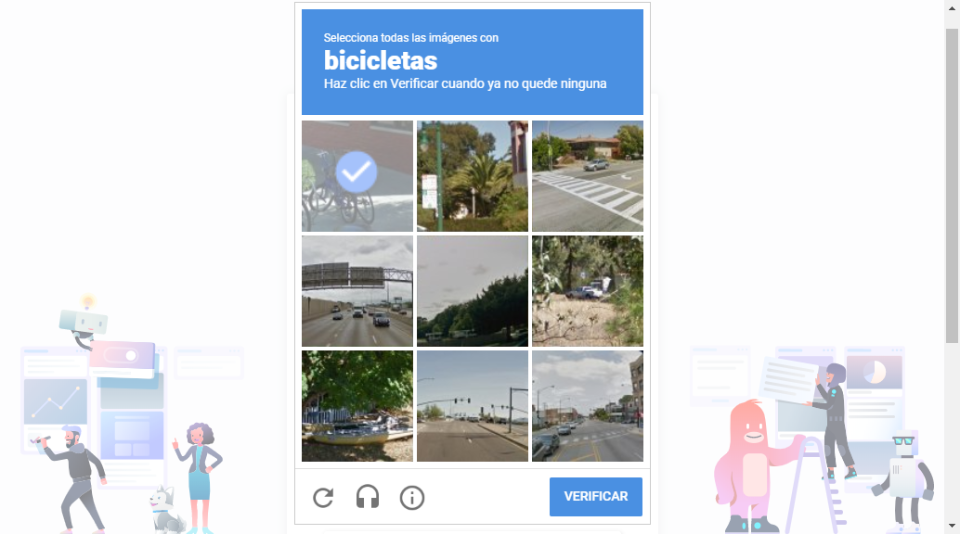 Selecciona todas las imágenes con
bicicletas
Haz clic en Verificar cuando ya no quede ninguna
VERIFICAR